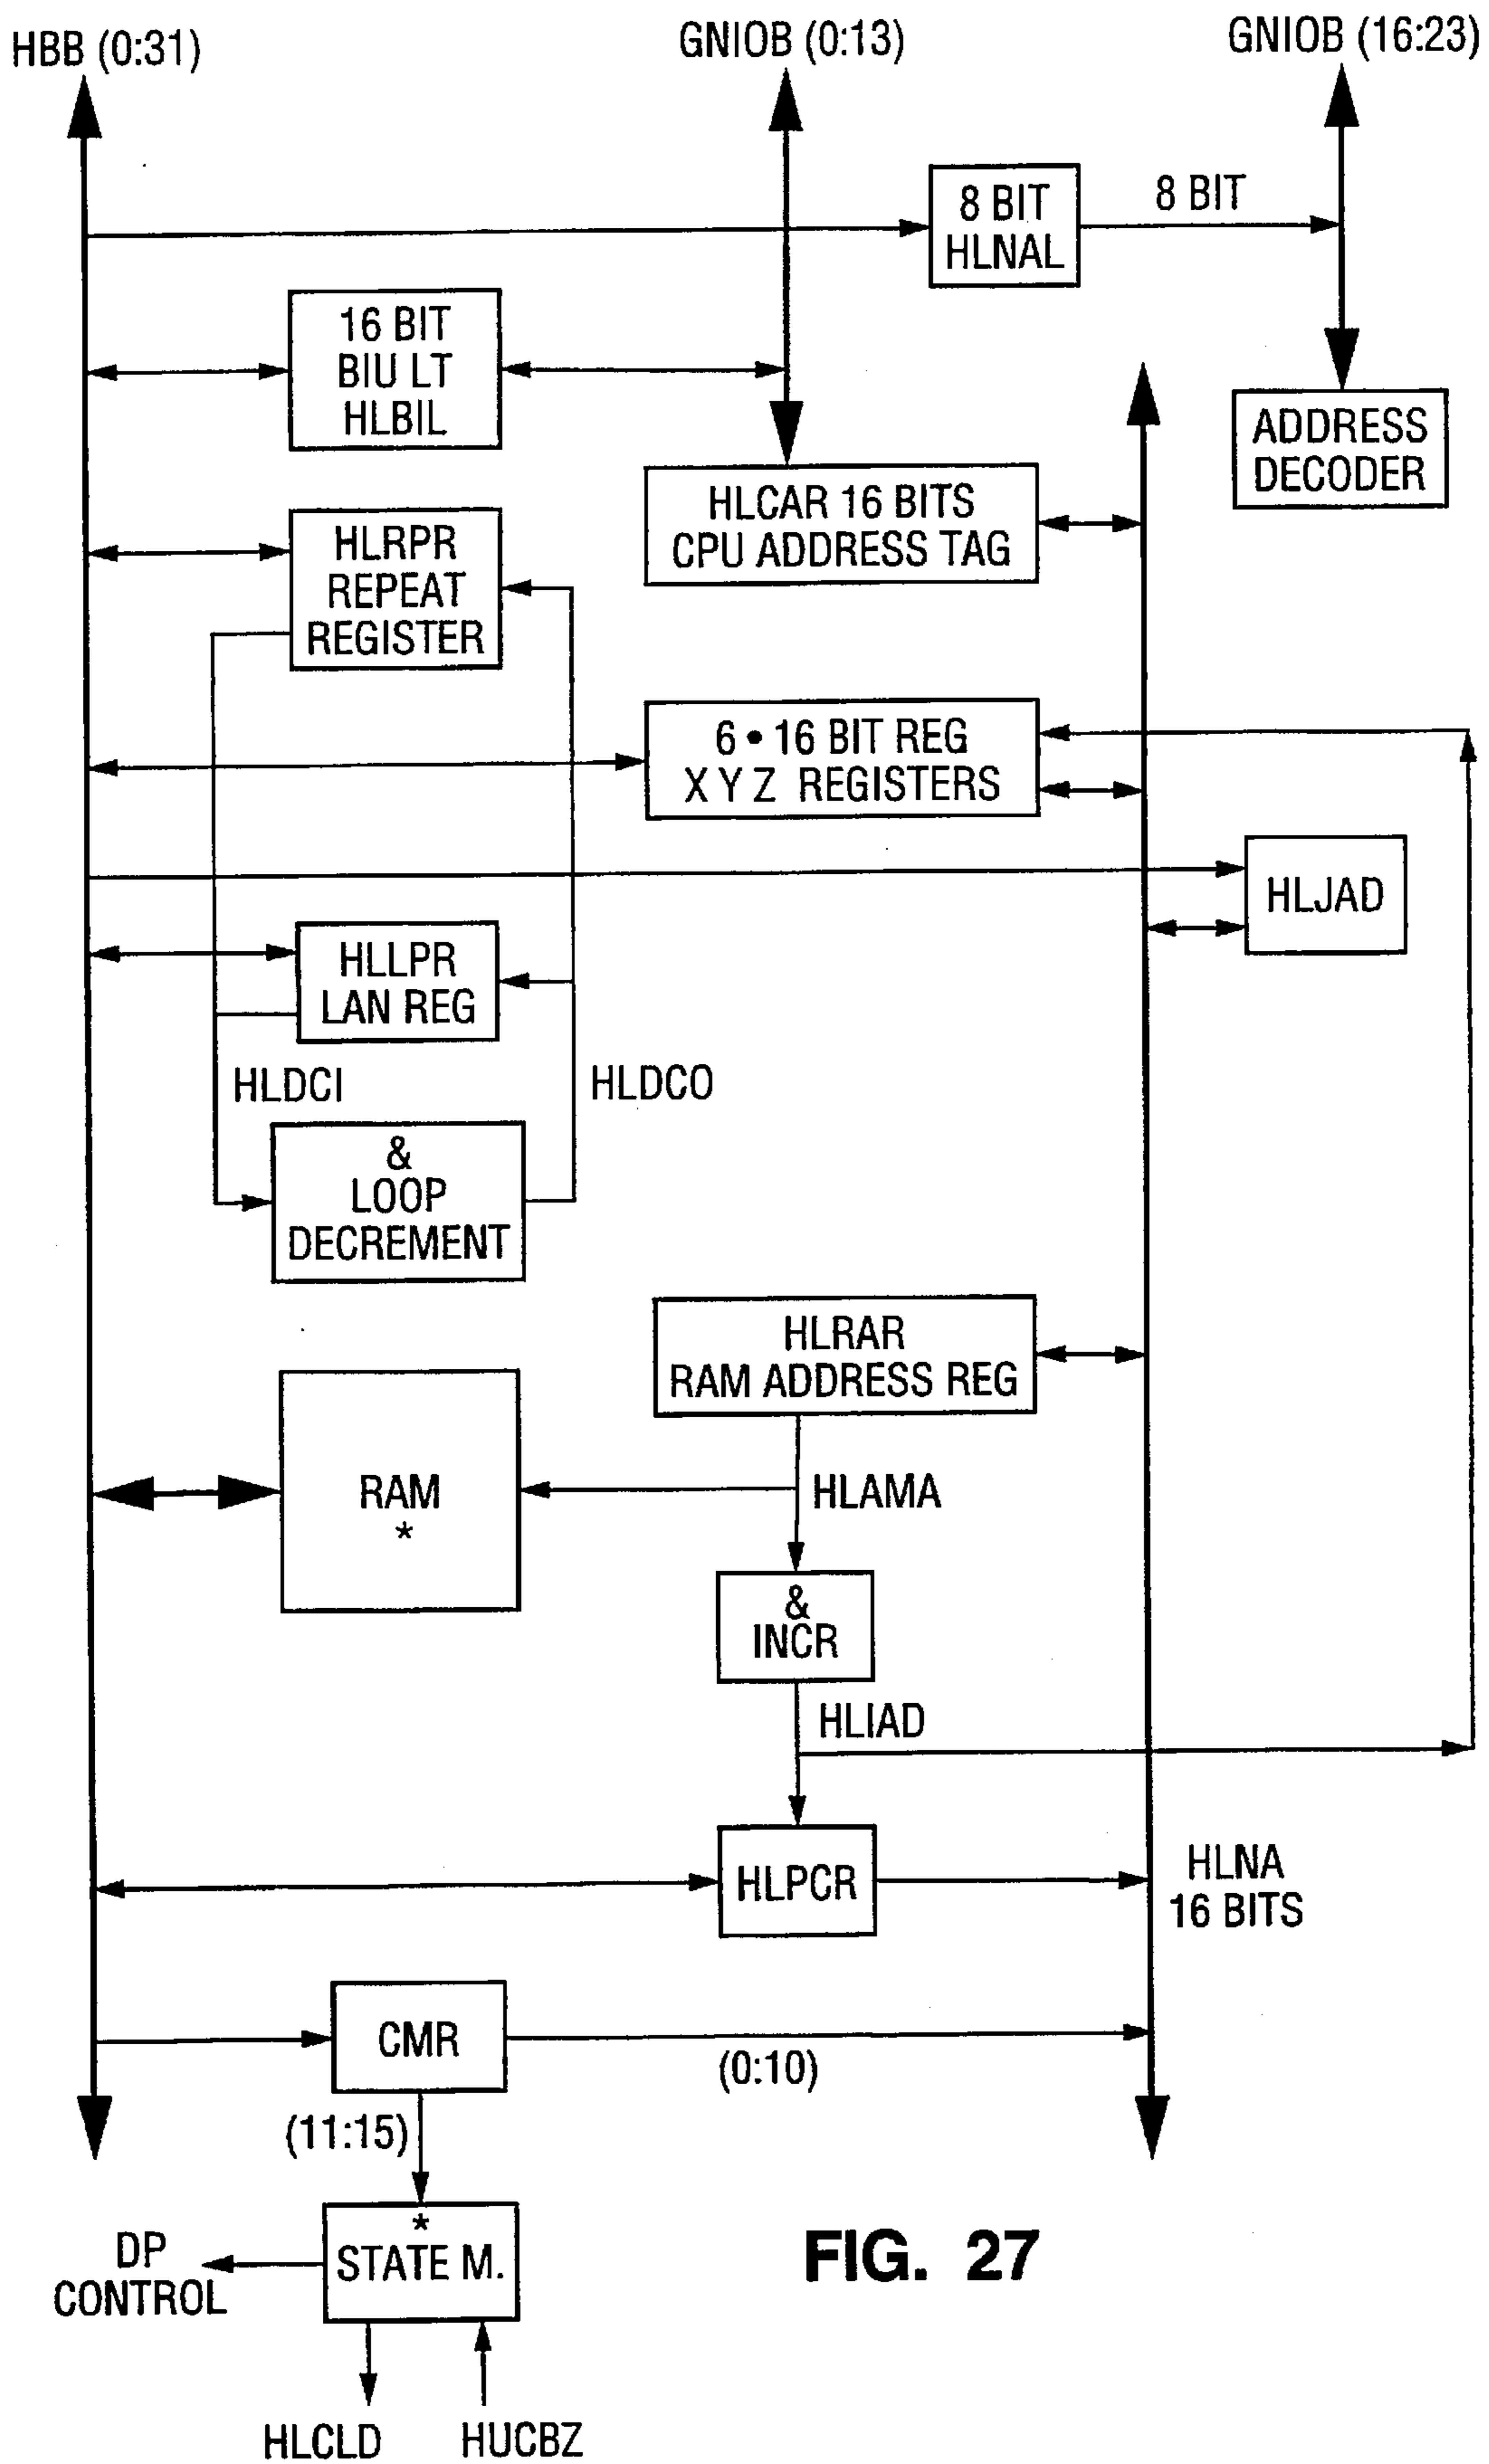 HBB (0:31)
GNIOB (0:13)
GNIOB (16:23)
8 BIT
HLNAL
8 BIT
16 BIT
BIU LT
HLBIL
ADDRESS
DECODER
HLCAR 16 BITS
CPU ADDRESS TAG
HLRPR
REPEAT
REGISTER
6 • 16 BIT REG
X Y Z REGISTERS
HLJAD
HLLPR
LAN REG
HLDCI
HLDCO
&
LOOP
DECREMENT
HLRAR
RAM ADDRESS REG
RAM
*
HLAMA
&
INCR
HLIAD
HLPCR
HLNA
16 BITS
CMR
(0:10)
(11:15)
*
STATE M.
DP
CONTROL
HLCLD
HUCBZ
FIG. 27